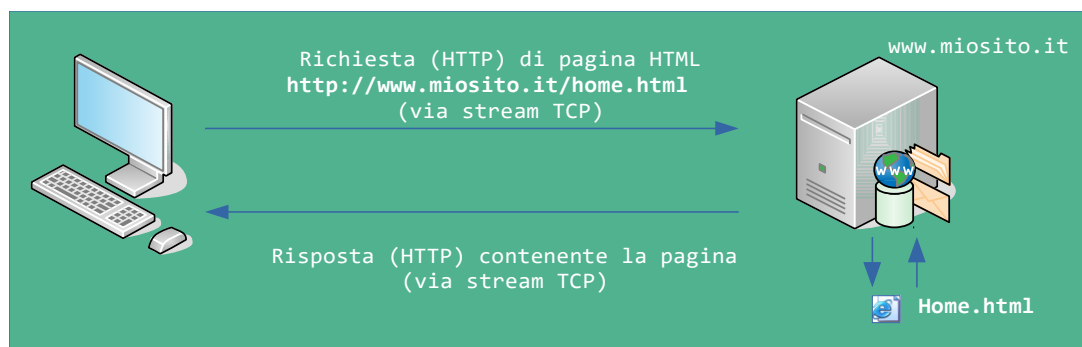 Richiesta (HTTP) di pagina HTML
http://www.miosito.it/home.html
(via stream TCP)
www.miosito.it
WWW
Risposta (HTTP) contenente la pagina
(via stream TCP)
Home.html